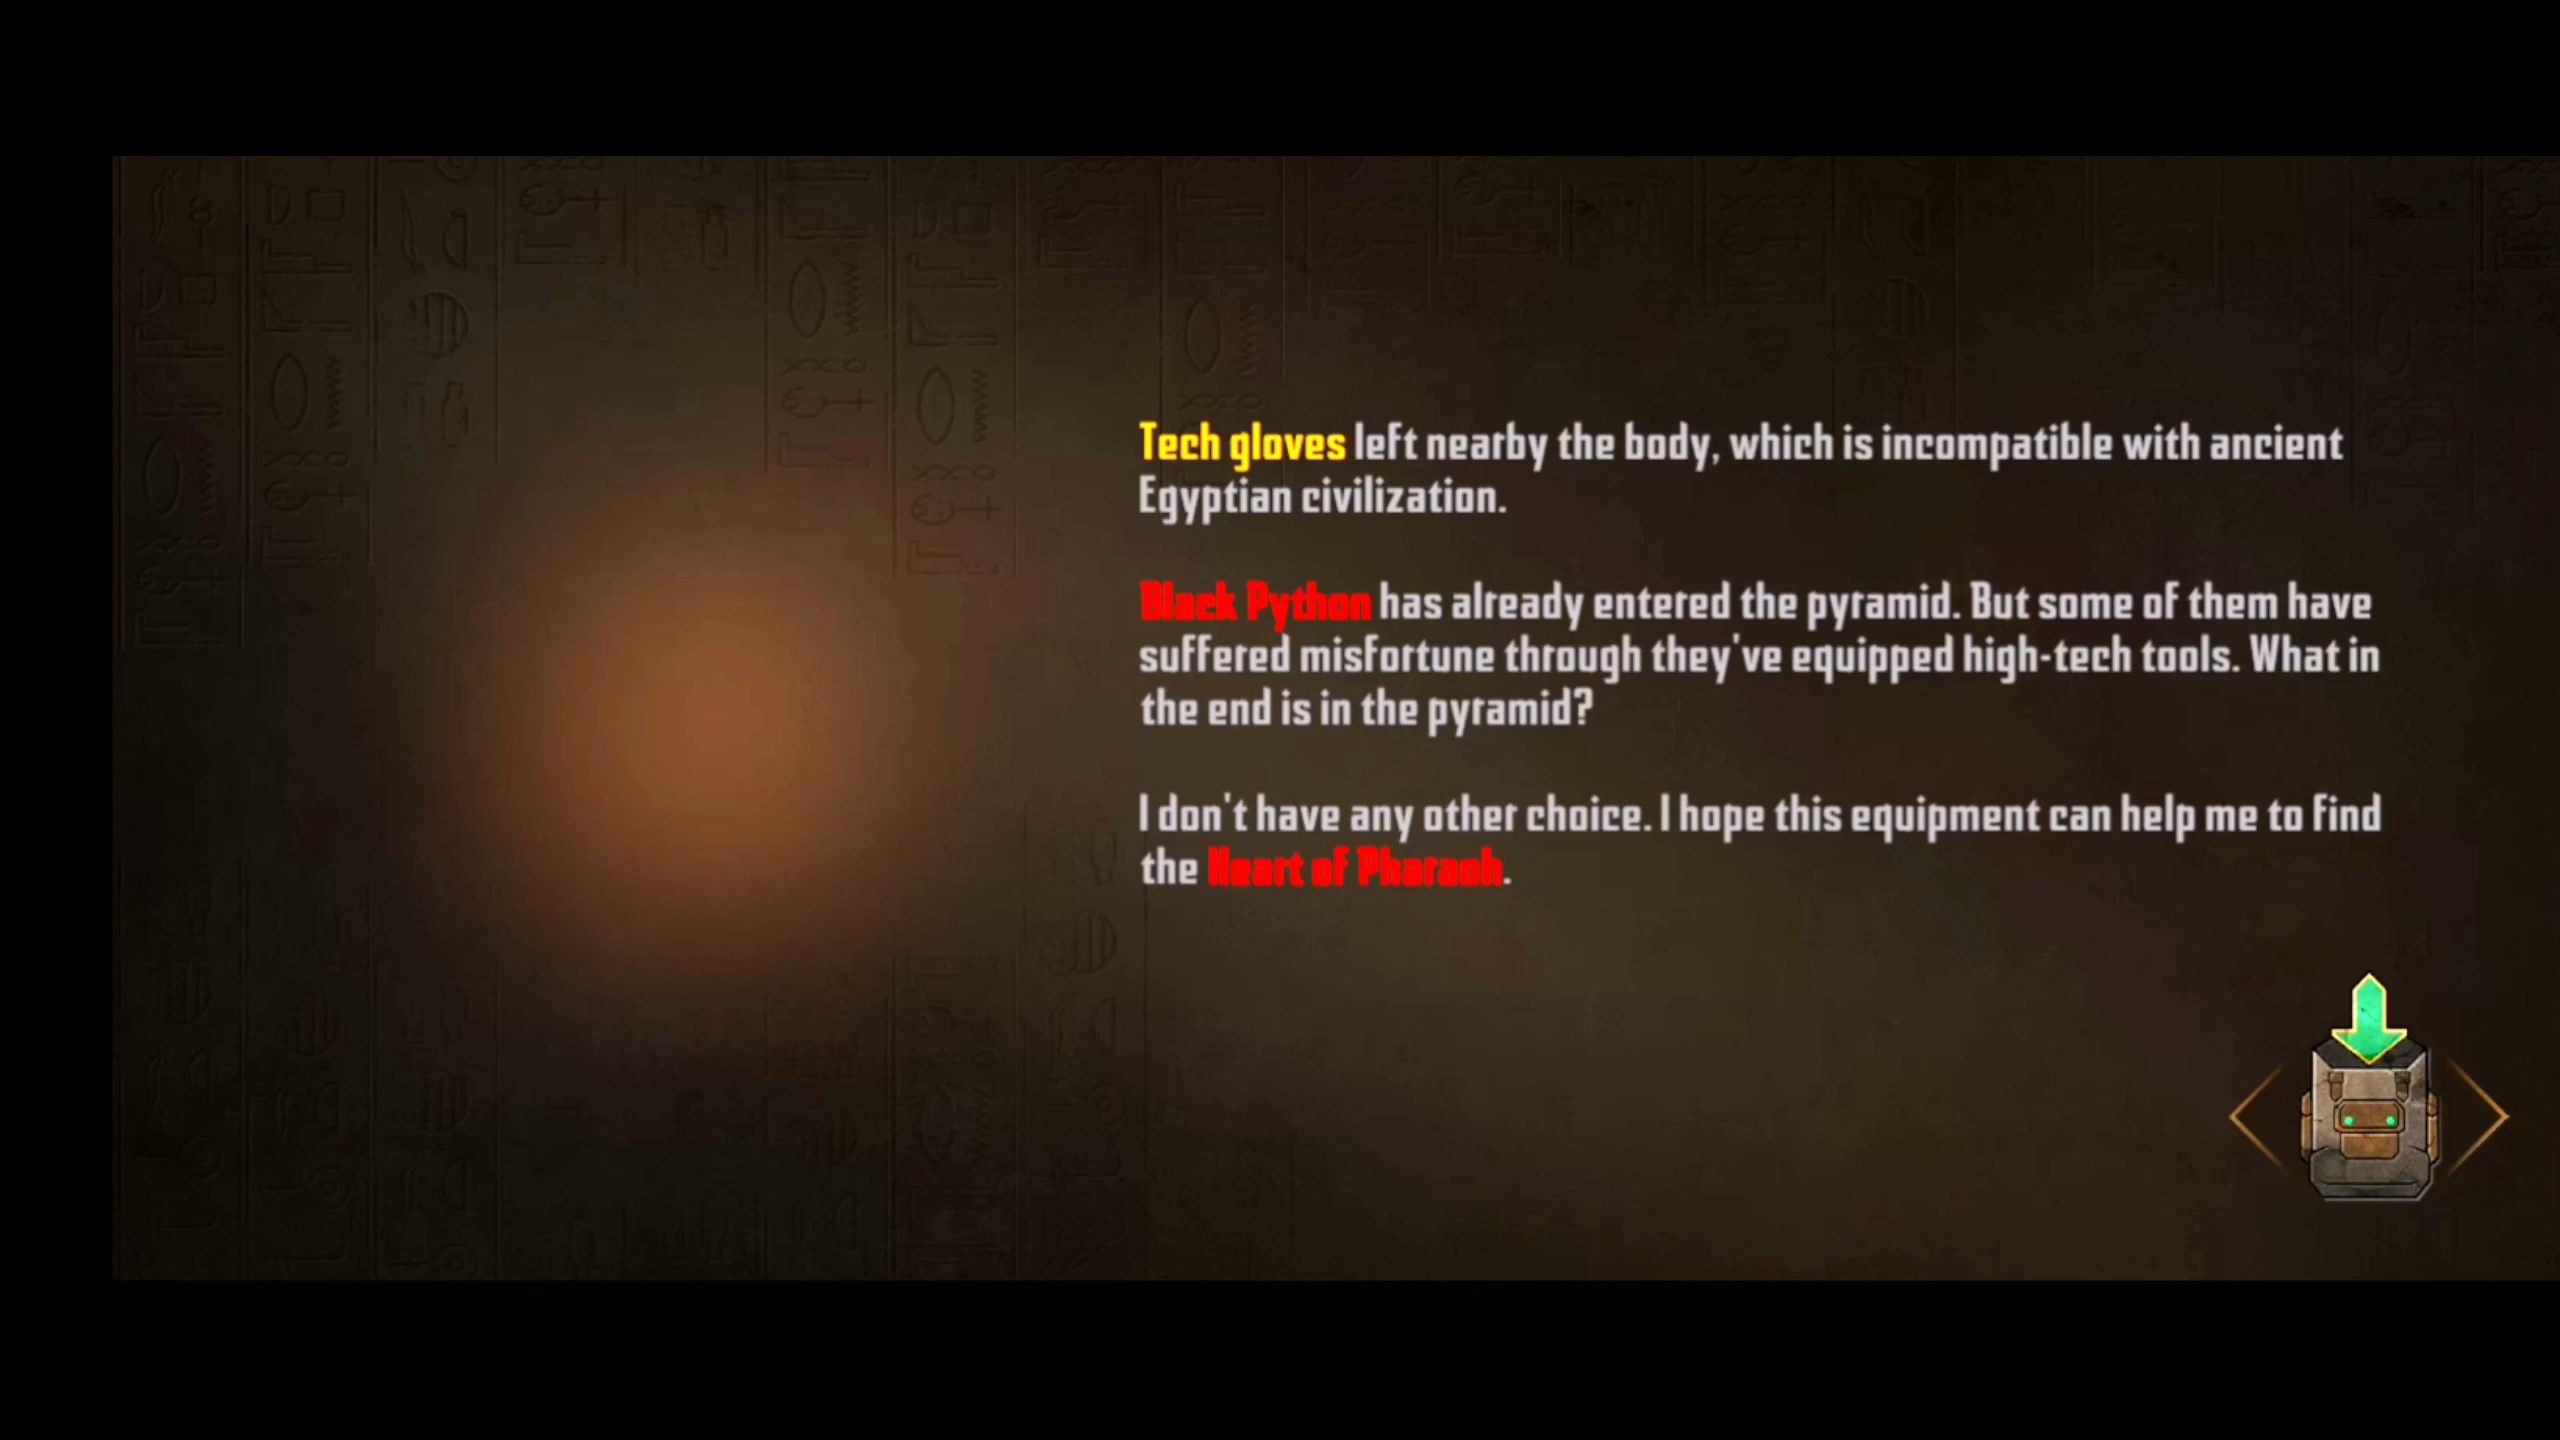 Tech gloves left nearby the body, which is incompatible with ancient
Egyptian civilization.
Black Python has already entered the pyramid. But some of them have
suffered misfortune through they've equipped high-tech tools. What in
the end is in the pyramid?
I don't have any other choice. I hope this equipment can help me to find
the Heart of Pharaoh.